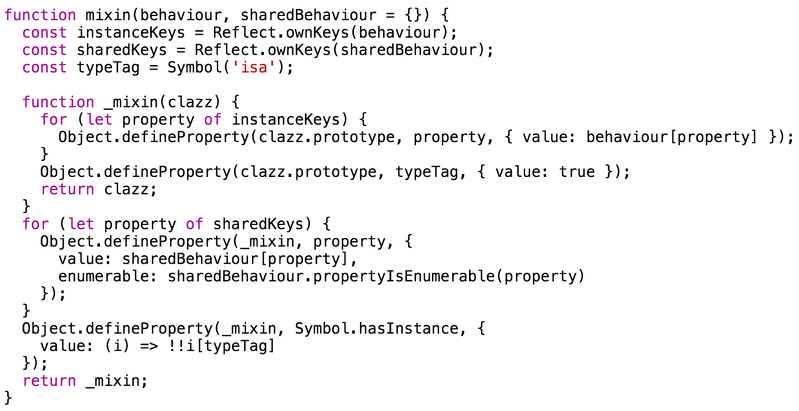 function mixin(behaviour, sharedBehaviour = {}) {
  const instanceKeys = Reflect.ownKeys(behaviour);
  const sharedKeys = Reflect.ownKeys(sharedBehaviour);
  const typeTag = Symbol('isa');

  function _mixin(clazz) {
    for (let property of instanceKeys) {
      Object.defineProperty(clazz.prototype, property, { value: behaviour[property] });
    }
    Object.defineProperty(clazz.prototype, typeTag, { value: true });
    return clazz;
  }
  for (let property of sharedKeys) {
    Object.defineProperty(_mixin, property, {
      value: sharedBehaviour[property],
      enumerable: sharedBehaviour.propertyIsEnumerable(property)
    });
  }
  Object.defineProperty(_mixin, Symbol.hasInstance, {
    value: (i) => !!i[typeTag]
  });
  return _mixin;
}